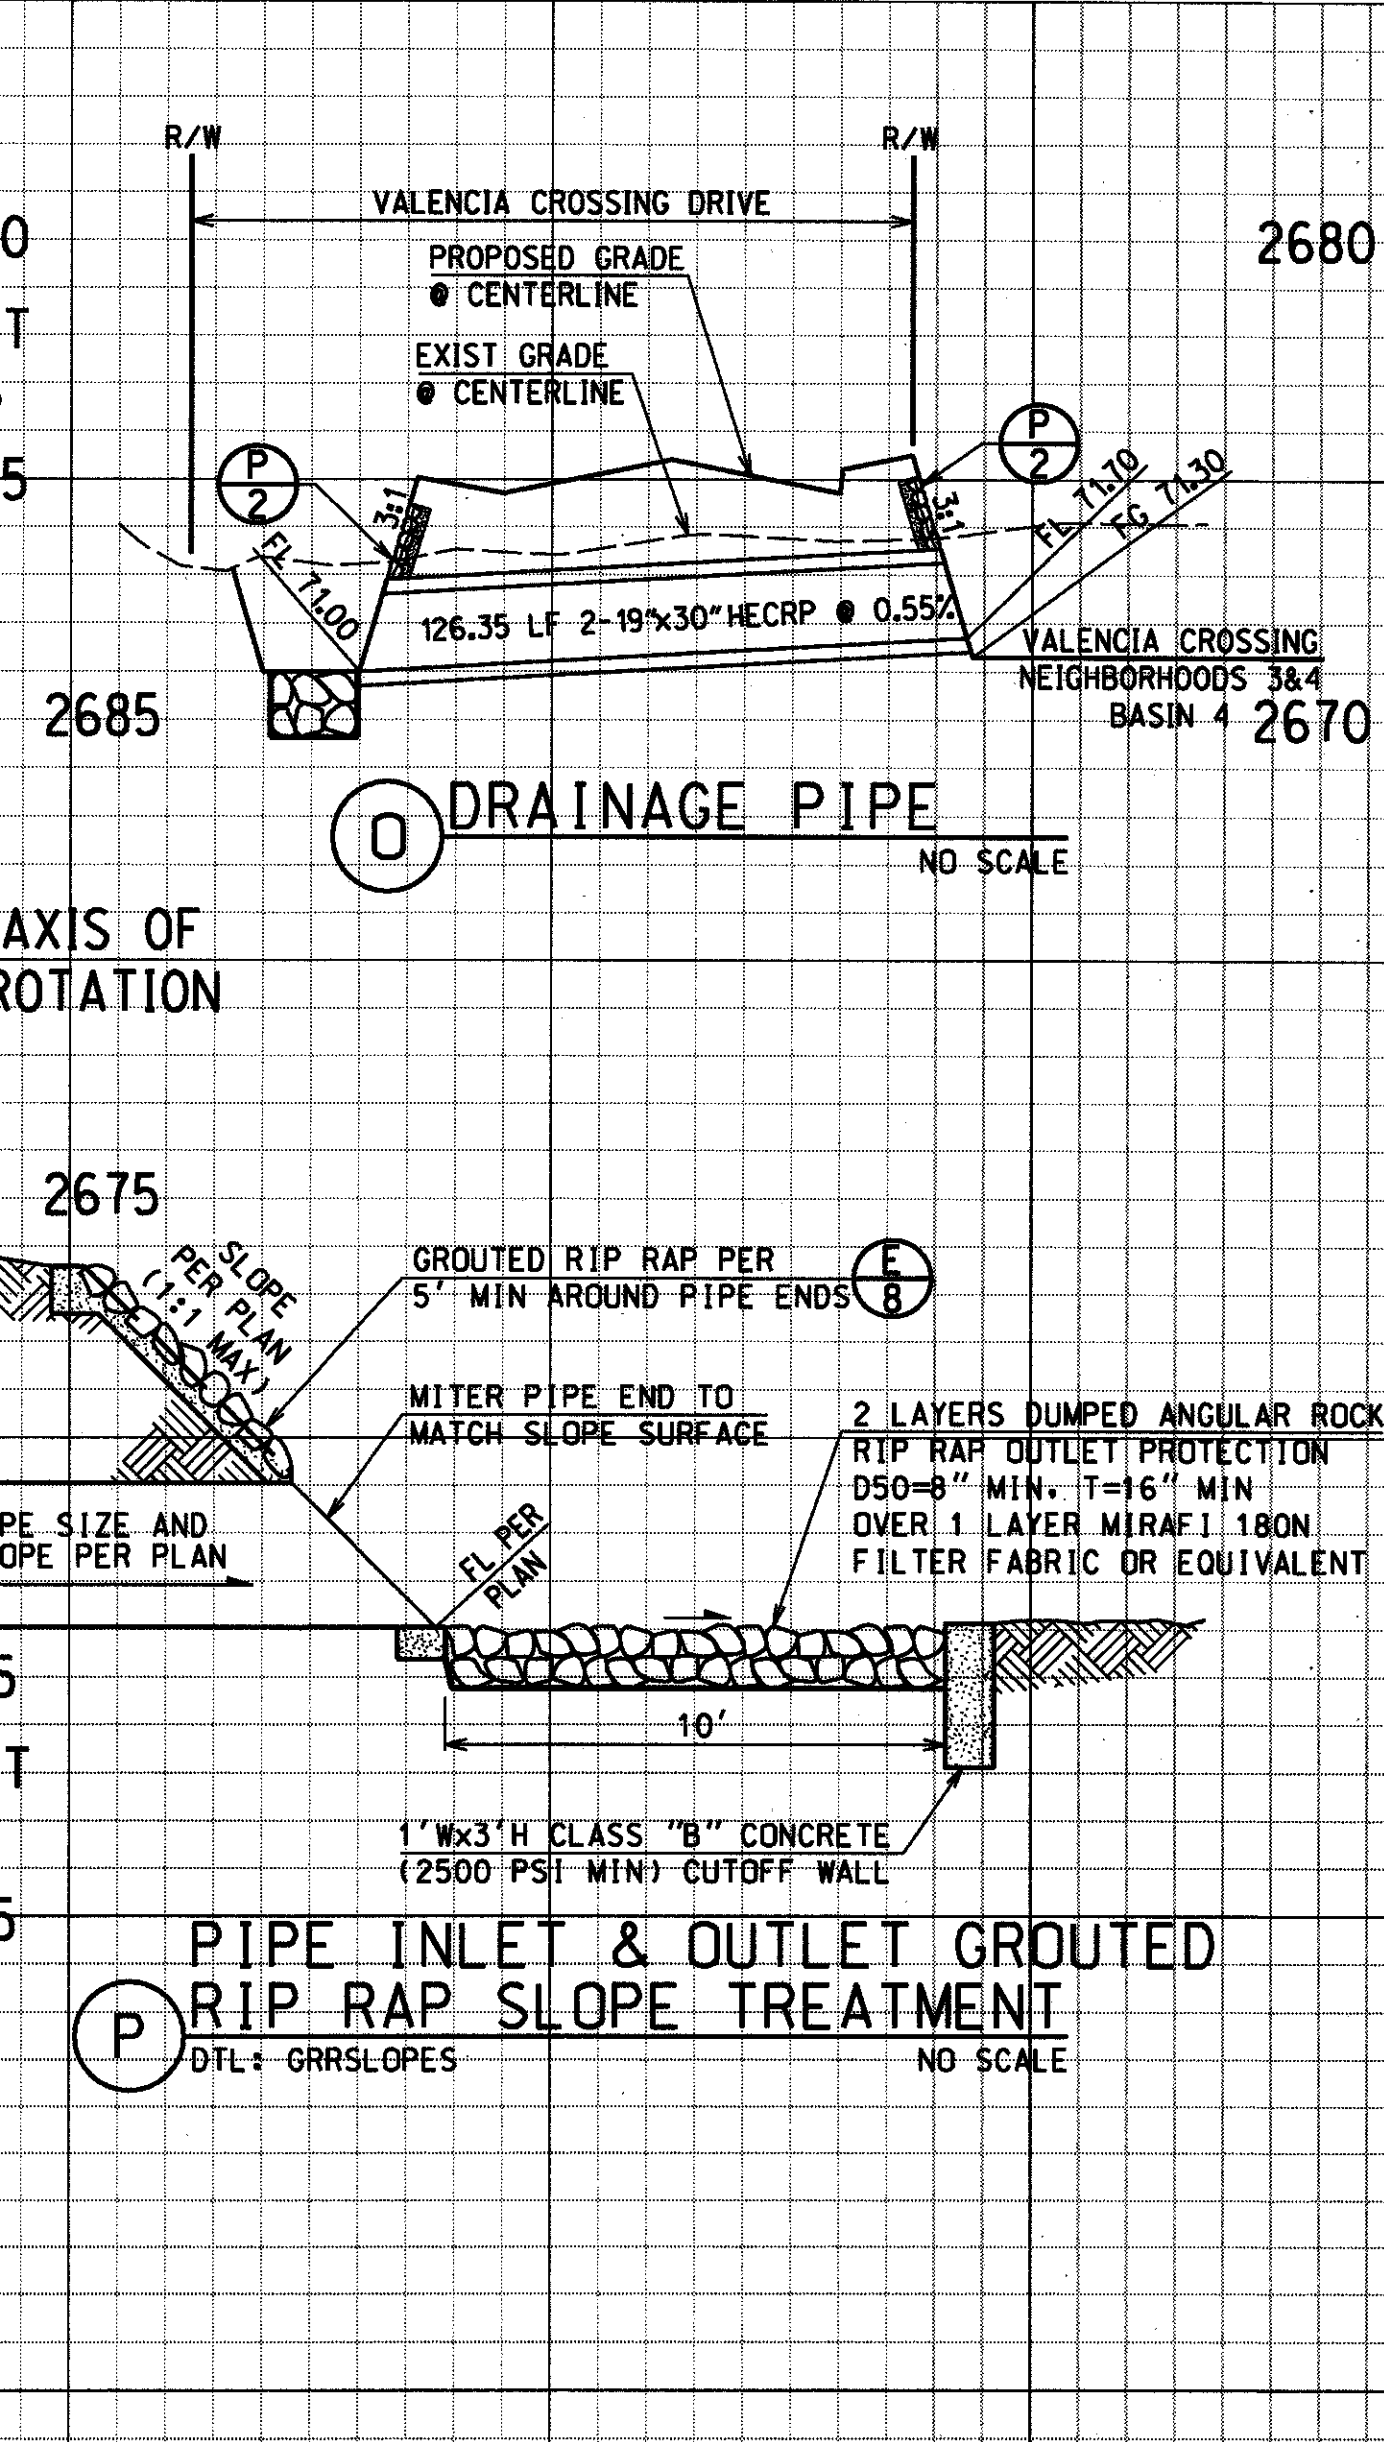 R/W
R/W
VALENCIA CROSSING DRIVE
0
2680
PROPOSED GRADE
@ CENTERLINE
T
EXIST GRADE
@ CENTERLINE
P
2
P
2
5
3:1
3:1
FL 71.70
FG 71.30
FL 71.00
126.35 LF 2-19"x30"HECRP @ 0.55%
VALENCIA CROSSING
NEIGHBORHOODS 3&4
BASIN 4
2685
2670
O
DRAINAGE PIPE
NO SCALE
AXIS OF
ROTATION
2675
SLOPE
PER PLAN
(1:1 MAX)
GROUTED RIP RAP PER
5' MIN AROUND PIPE ENDS
E
8
MITER PIPE END TO
MATCH SLOPE SURFACE
2 LAYERS DUMPED ANGULAR ROCK
RIP RAP OUTLET PROTECTION
D50=8" MIN. T=16" MIN
OVER 1 LAYER MIRAFI 180N
FILTER FABRIC OR EQUIVALENT
PE SIZE AND
OPE PER PLAN
FL PER
PLAN
5
10'
T
1'Wx3'H CLASS "B" CONCRETE
(2500 PSI MIN) CUTOFF WALL
5
PIPE INLET & OUTLET GROUTED
RIP RAP SLOPE TREATMENT
P
DTL: GRRSLOPES
NO SCALE